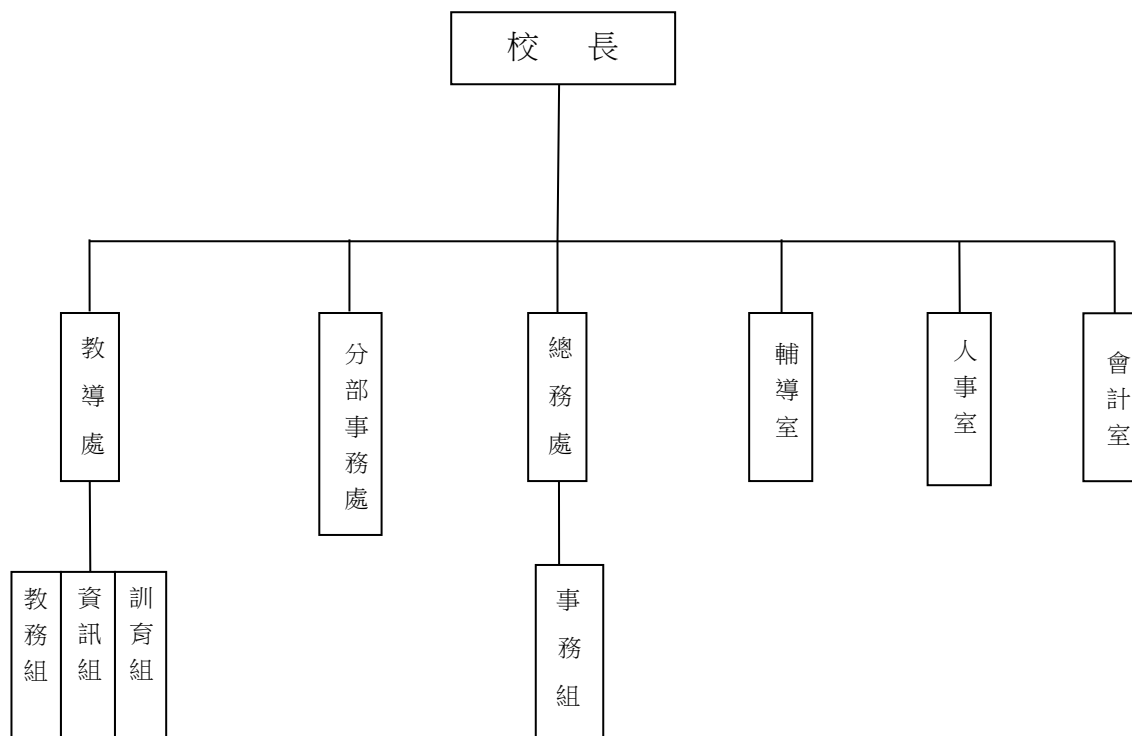 校 長
教導處
分部事務處
總務處
輔導室
人事室
會計室
教務組
資訊組
訓育組
事務組